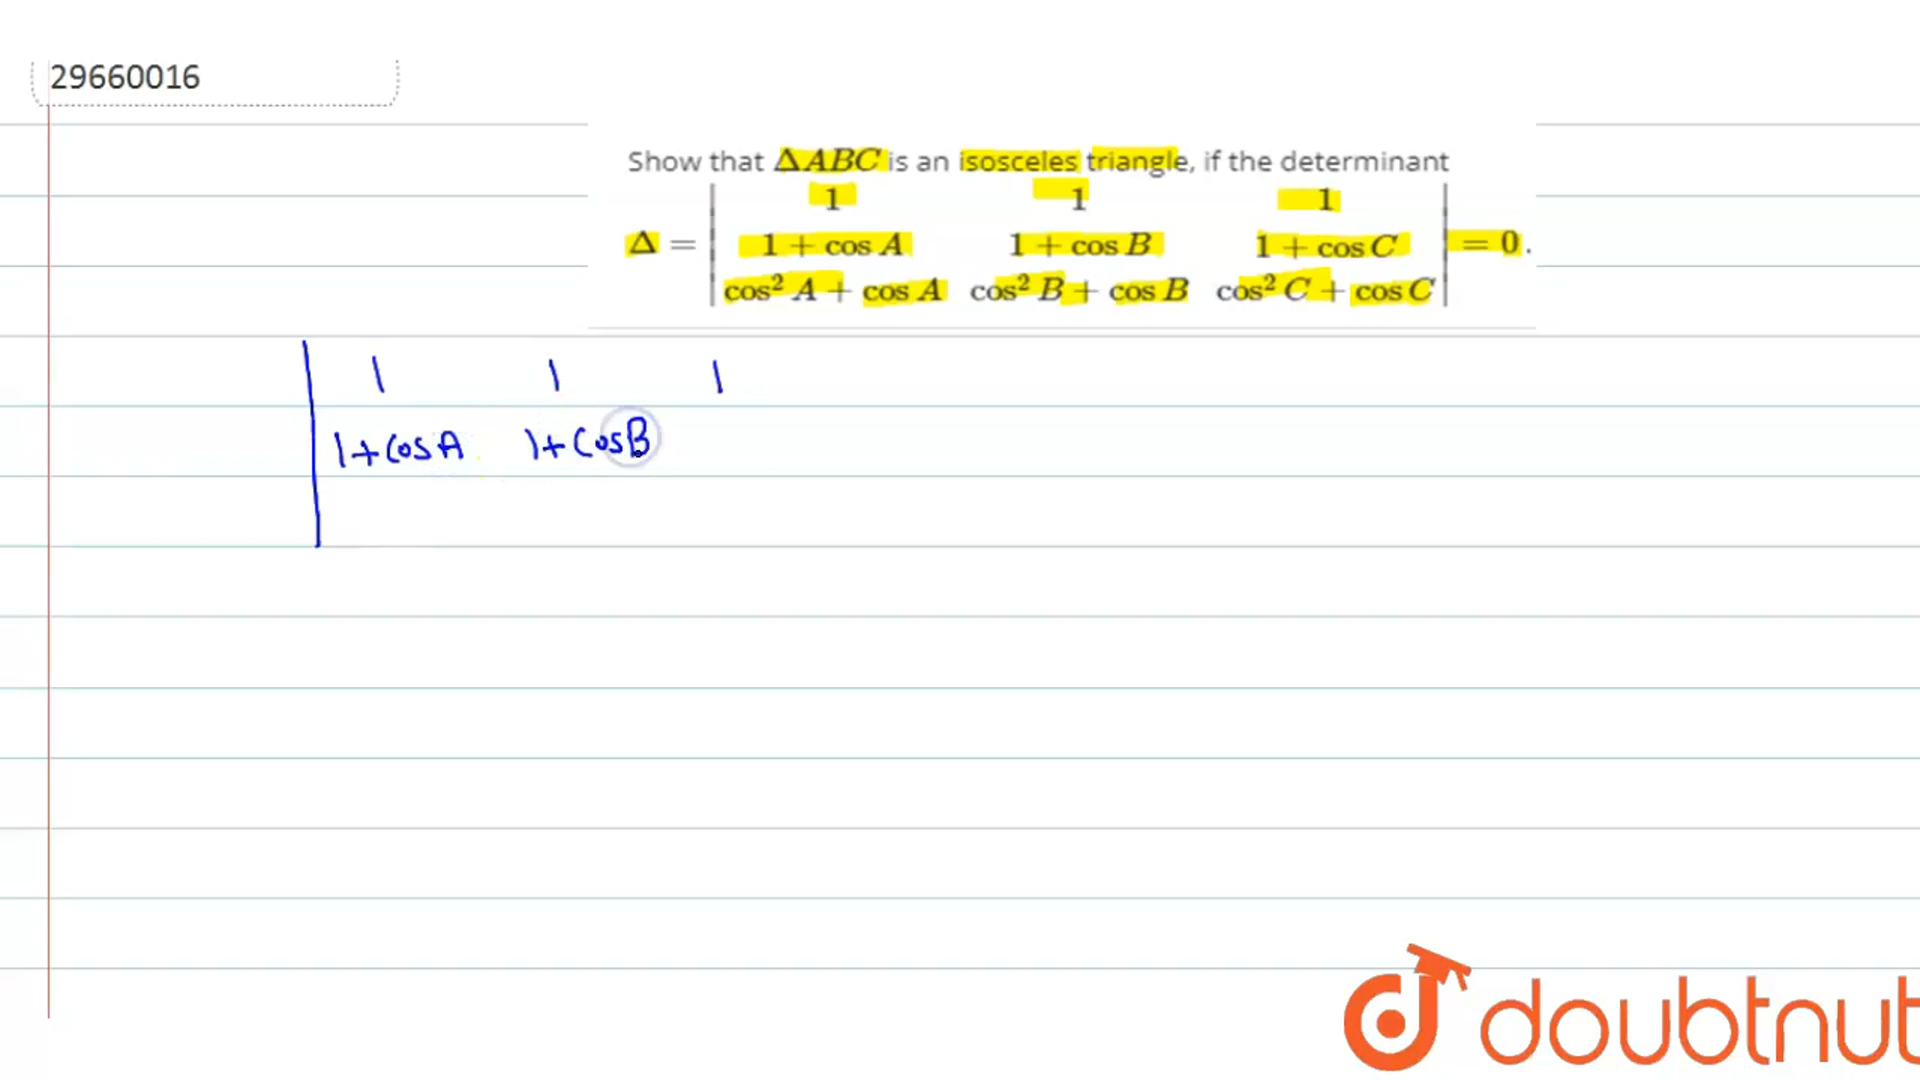 29660016
Show that ΔABC is an isosceles triangle, if the determinant
1 1 1
Δ = | 1 + cos A 1 + cos B 1 + cos C | = 0.
cos² A + cos A cos² B + cos B cos² C + cos C
1 1 1
1+cosA 1+cosB
doubtnut